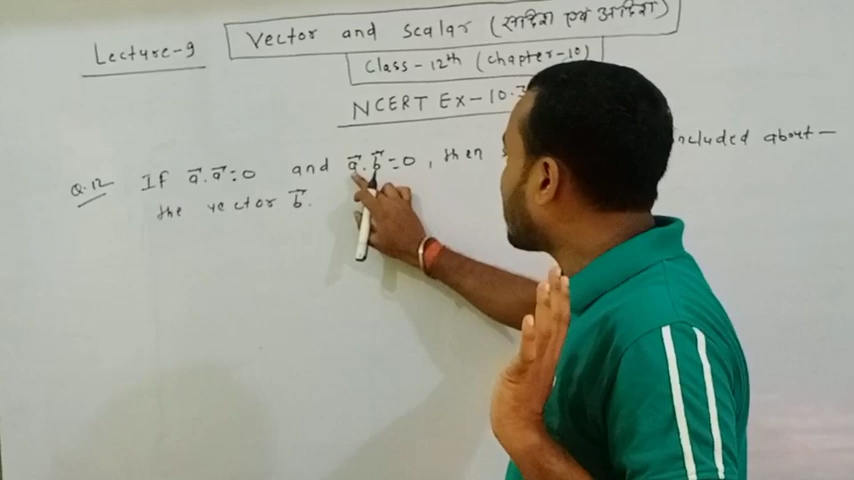 Lecture-9
Vector and Scalar (सदिश एवं अदिश)
Class-12th (Chapter-10)
NCERT Ex-10.3
Q.12 If a⃗.a⃗=0 and a⃗.b⃗=0, then about-
the vector b⃗.